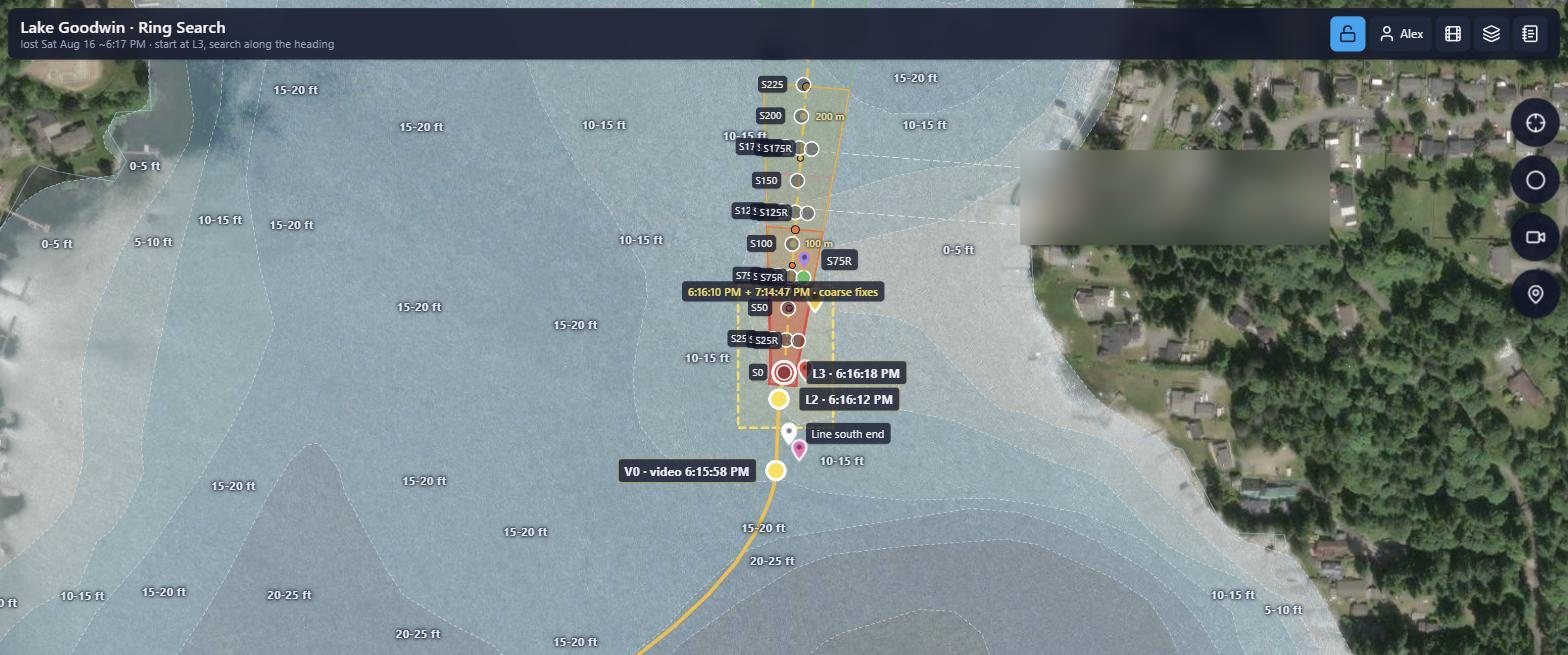 Lake Goodwin · Ring Search
lost Sat Aug 16 ~6:17 PM · start at L3, search along the heading
Alex
15-20 ft
S225
15-20 ft
S200
200 m
15-20 ft
10-15 ft
10-15 ft
10-15 ft
S175R
0-5 ft
S150
10-15 ft
15-20 ft
S125R
0-5 ft
5-10 ft
10-15 ft
S100
100 m
0-5 ft
S75R
S75R
6:16:10 PM + 7:14:47 PM · coarse fixes
15-20 ft
S50
15-20 ft
S25R
10-15 ft
S0
L3 · 6:16:18 PM
L2 · 6:16:12 PM
Line south end
10-15 ft
V0 · video 6:15:58 PM
15-20 ft
15-20 ft
15-20 ft
15-20 ft
20-25 ft
10-15 ft
15-20 ft
20-25 ft
10-15 ft
5-10 ft
20-25 ft
15-20 ft